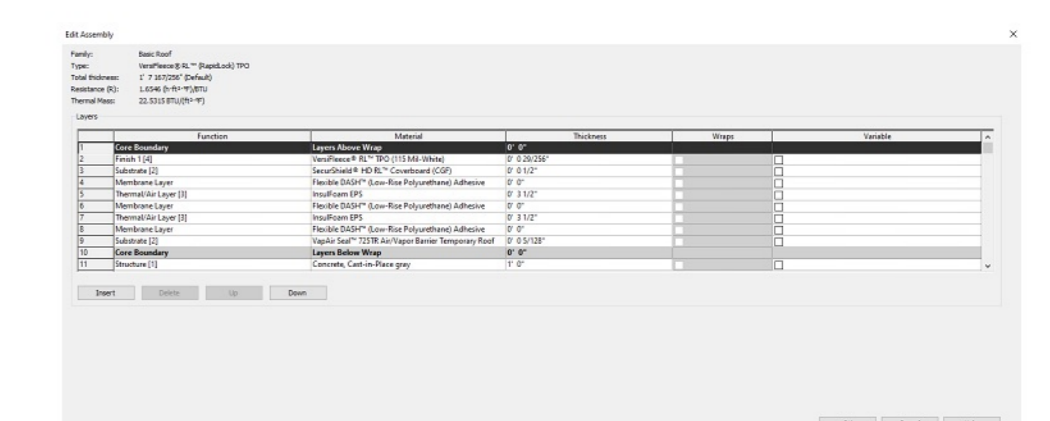 Edit Assembly
Family: Basic Roof
Type: VersiFleece® RL™ (RapidLock) TPO
Total thickness: 1' 7 167/256" (Default)
Resistance (R): 1.6546 (h·ft²·°F)/BTU
Thermal Mass: 22.5315 BTU/(ft²·°F)
Layers
Function Material Thickness Wraps Variable
1 Core Boundary Layers Above Wrap 0' 0"
2 Finish 1 [4] VersiFleece® RL™ TPO (115 Mil-White) 0' 0 29/256"
3 Substrate [2] SecurShield® HD RL™ Coverboard (CGF) 0' 0 1/2"
4 Membrane Layer Flexible DASH™ (Low-Rise Polyurethane) Adhesive 0' 0"
5 Thermal/Air Layer [3] InsulFoam EPS 0' 3 1/2"
6 Membrane Layer Flexible DASH™ (Low-Rise Polyurethane) Adhesive 0' 0"
7 Thermal/Air Layer [3] InsulFoam EPS 0' 3 1/2"
8 Membrane Layer Flexible DASH™ (Low-Rise Polyurethane) Adhesive 0' 0"
9 Substrate [2] VapAir Seal™ 725TR Air/Vapor Barrier Temporary Roof 0' 0 5/128"
10 Core Boundary Layers Below Wrap 0' 0"
11 Structure [1] Concrete, Cast-in-Place grey 1' 0"
Insert Delete Up Down